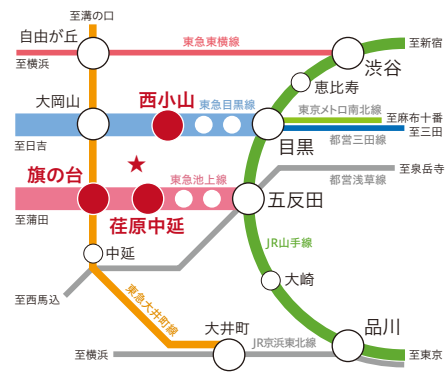 至溝の口
自由が丘
東急東横線
至新宿
至横浜
渋谷
恵比寿
大岡山
西小山
東急目黒線
東京メトロ南北線
至麻布十番
至三田
至日吉
目黒
都営三田線
旗の台
東急池上線
至泉岳寺
都営浅草線
五反田
至蒲田
荏原中延
中延
JR山手線
大崎
至西馬込
東急大井町線
大井町
品川
JR京浜東北線
至横浜
至東京